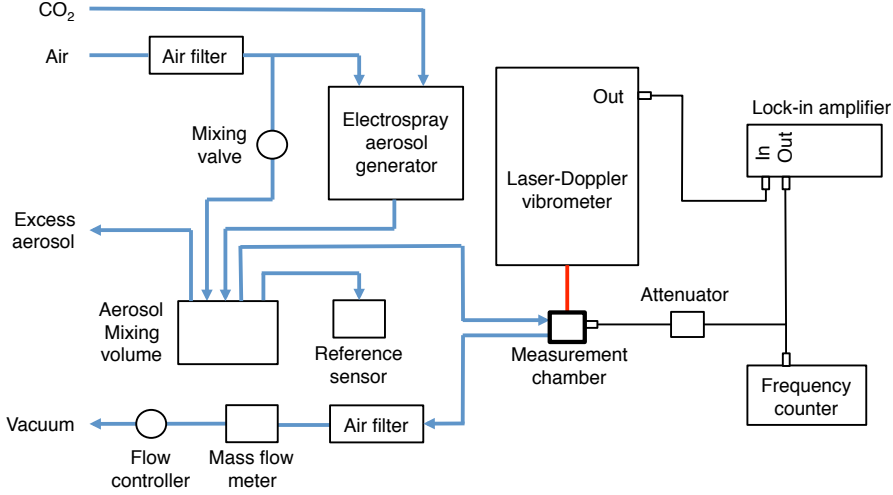 CO₂
Air
Air filter
Mixing
valve
Electrospray
aerosol
generator
Out
Laser-Doppler
vibrometer
Lock-in amplifier
In
Out
Excess
aerosol
Aerosol
Mixing
volume
Reference
sensor
Attenuator
Measurement
chamber
Frequency
counter
Vacuum
Flow
controller
Mass flow
meter
Air filter